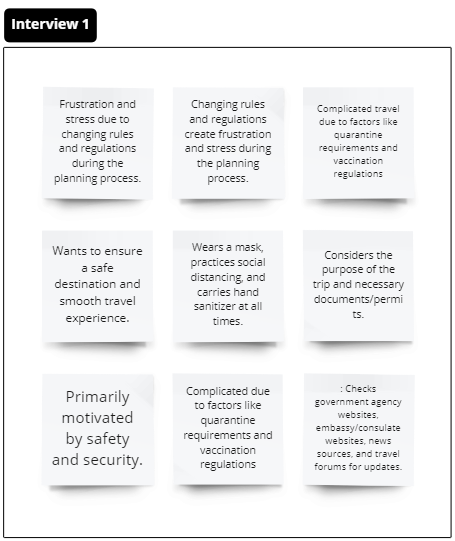 Interview 1
Frustration and
stress due to
changing rules
and regulations
during the
planning process.
Changing rules
and regulations
create frustration
and stress during
the planning
process.
Complicated travel
due to factors like
quarantine
requirements and
vaccination
regulations
Wants to ensure
a safe
destination and
smooth travel
experience.
Wears a mask,
practices social
distancing, and
carries hand
sanitizer at all
times.
Considers the
purpose of the
trip and necessary
documents/permi
ts.
Primarily
motivated
by safety
and security.
Complicated due
to factors like
quarantine
requirements and
vaccination
regulations
: Checks
government agency
websites,
embassy/consulate
websites, news
sources, and travel
forums for updates.